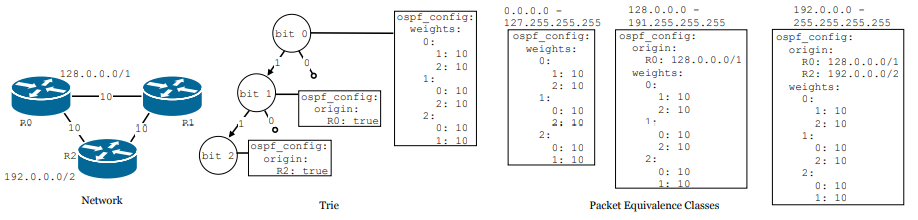 128.0.0.0/1
10
R0
R1
10
10
R2
192.0.0.0/2
Network
bit 0
1
0
bit 1
1
0
bit 2
ospf_config:
weights:
0:
1: 10
2: 10
1:
0: 10
2: 10
2:
0: 10
1: 10
ospf_config:
origin:
R0: true
ospf_config:
origin:
R2: true
Trie
0.0.0.0 -
127.255.255.255
ospf_config:
weights:
0:
1: 10
2: 10
1:
0: 10
2: 10
2:
0: 10
1: 10
128.0.0.0 -
191.255.255.255
ospf_config:
origin:
R0: 128.0.0.0/1
weights:
0:
1: 10
2: 10
1:
0: 10
2: 10
2:
0: 10
1: 10
192.0.0.0 -
255.255.255.255
ospf_config:
origin:
R0: 128.0.0.0/1
R2: 192.0.0.0/2
weights:
0:
1: 10
2: 10
1:
0: 10
2: 10
2:
0: 10
1: 10
Packet Equivalence Classes